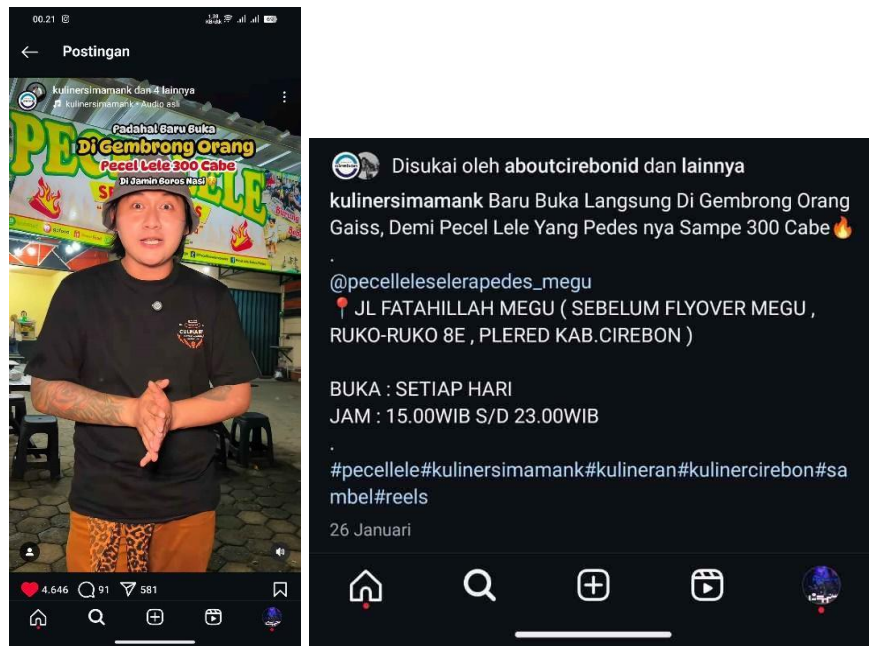 00.21
Postingan
kulinersimamank dan 4 lainnya
kulinersimamank • Audio asli
Padahal Baru Buka
Di Gembrong Orang
Pecel Lele 300 Cabe
Di Jamin Boros Nasi
4.646 91 581
Disukai oleh aboutcirebonid dan lainnya
kulinersimamank Baru Buka Langsung Di Gembrong Orang
Gaiss, Demi Pecel Lele Yang Pedes nya Sampe 300 Cabe🔥
.
@pecelleleselerapedes_megu
📍JL FATAHILLAH MEGU ( SEBELUM FLYOVER MEGU ,
RUKO-RUKO 8E , PLERED KAB.CIREBON )
BUKA : SETIAP HARI
JAM : 15.00WIB S/D 23.00WIB
.
#pecellele#kulinersimamank#kulineran#kulinercirebon#sa
mbel#reels
26 Januari